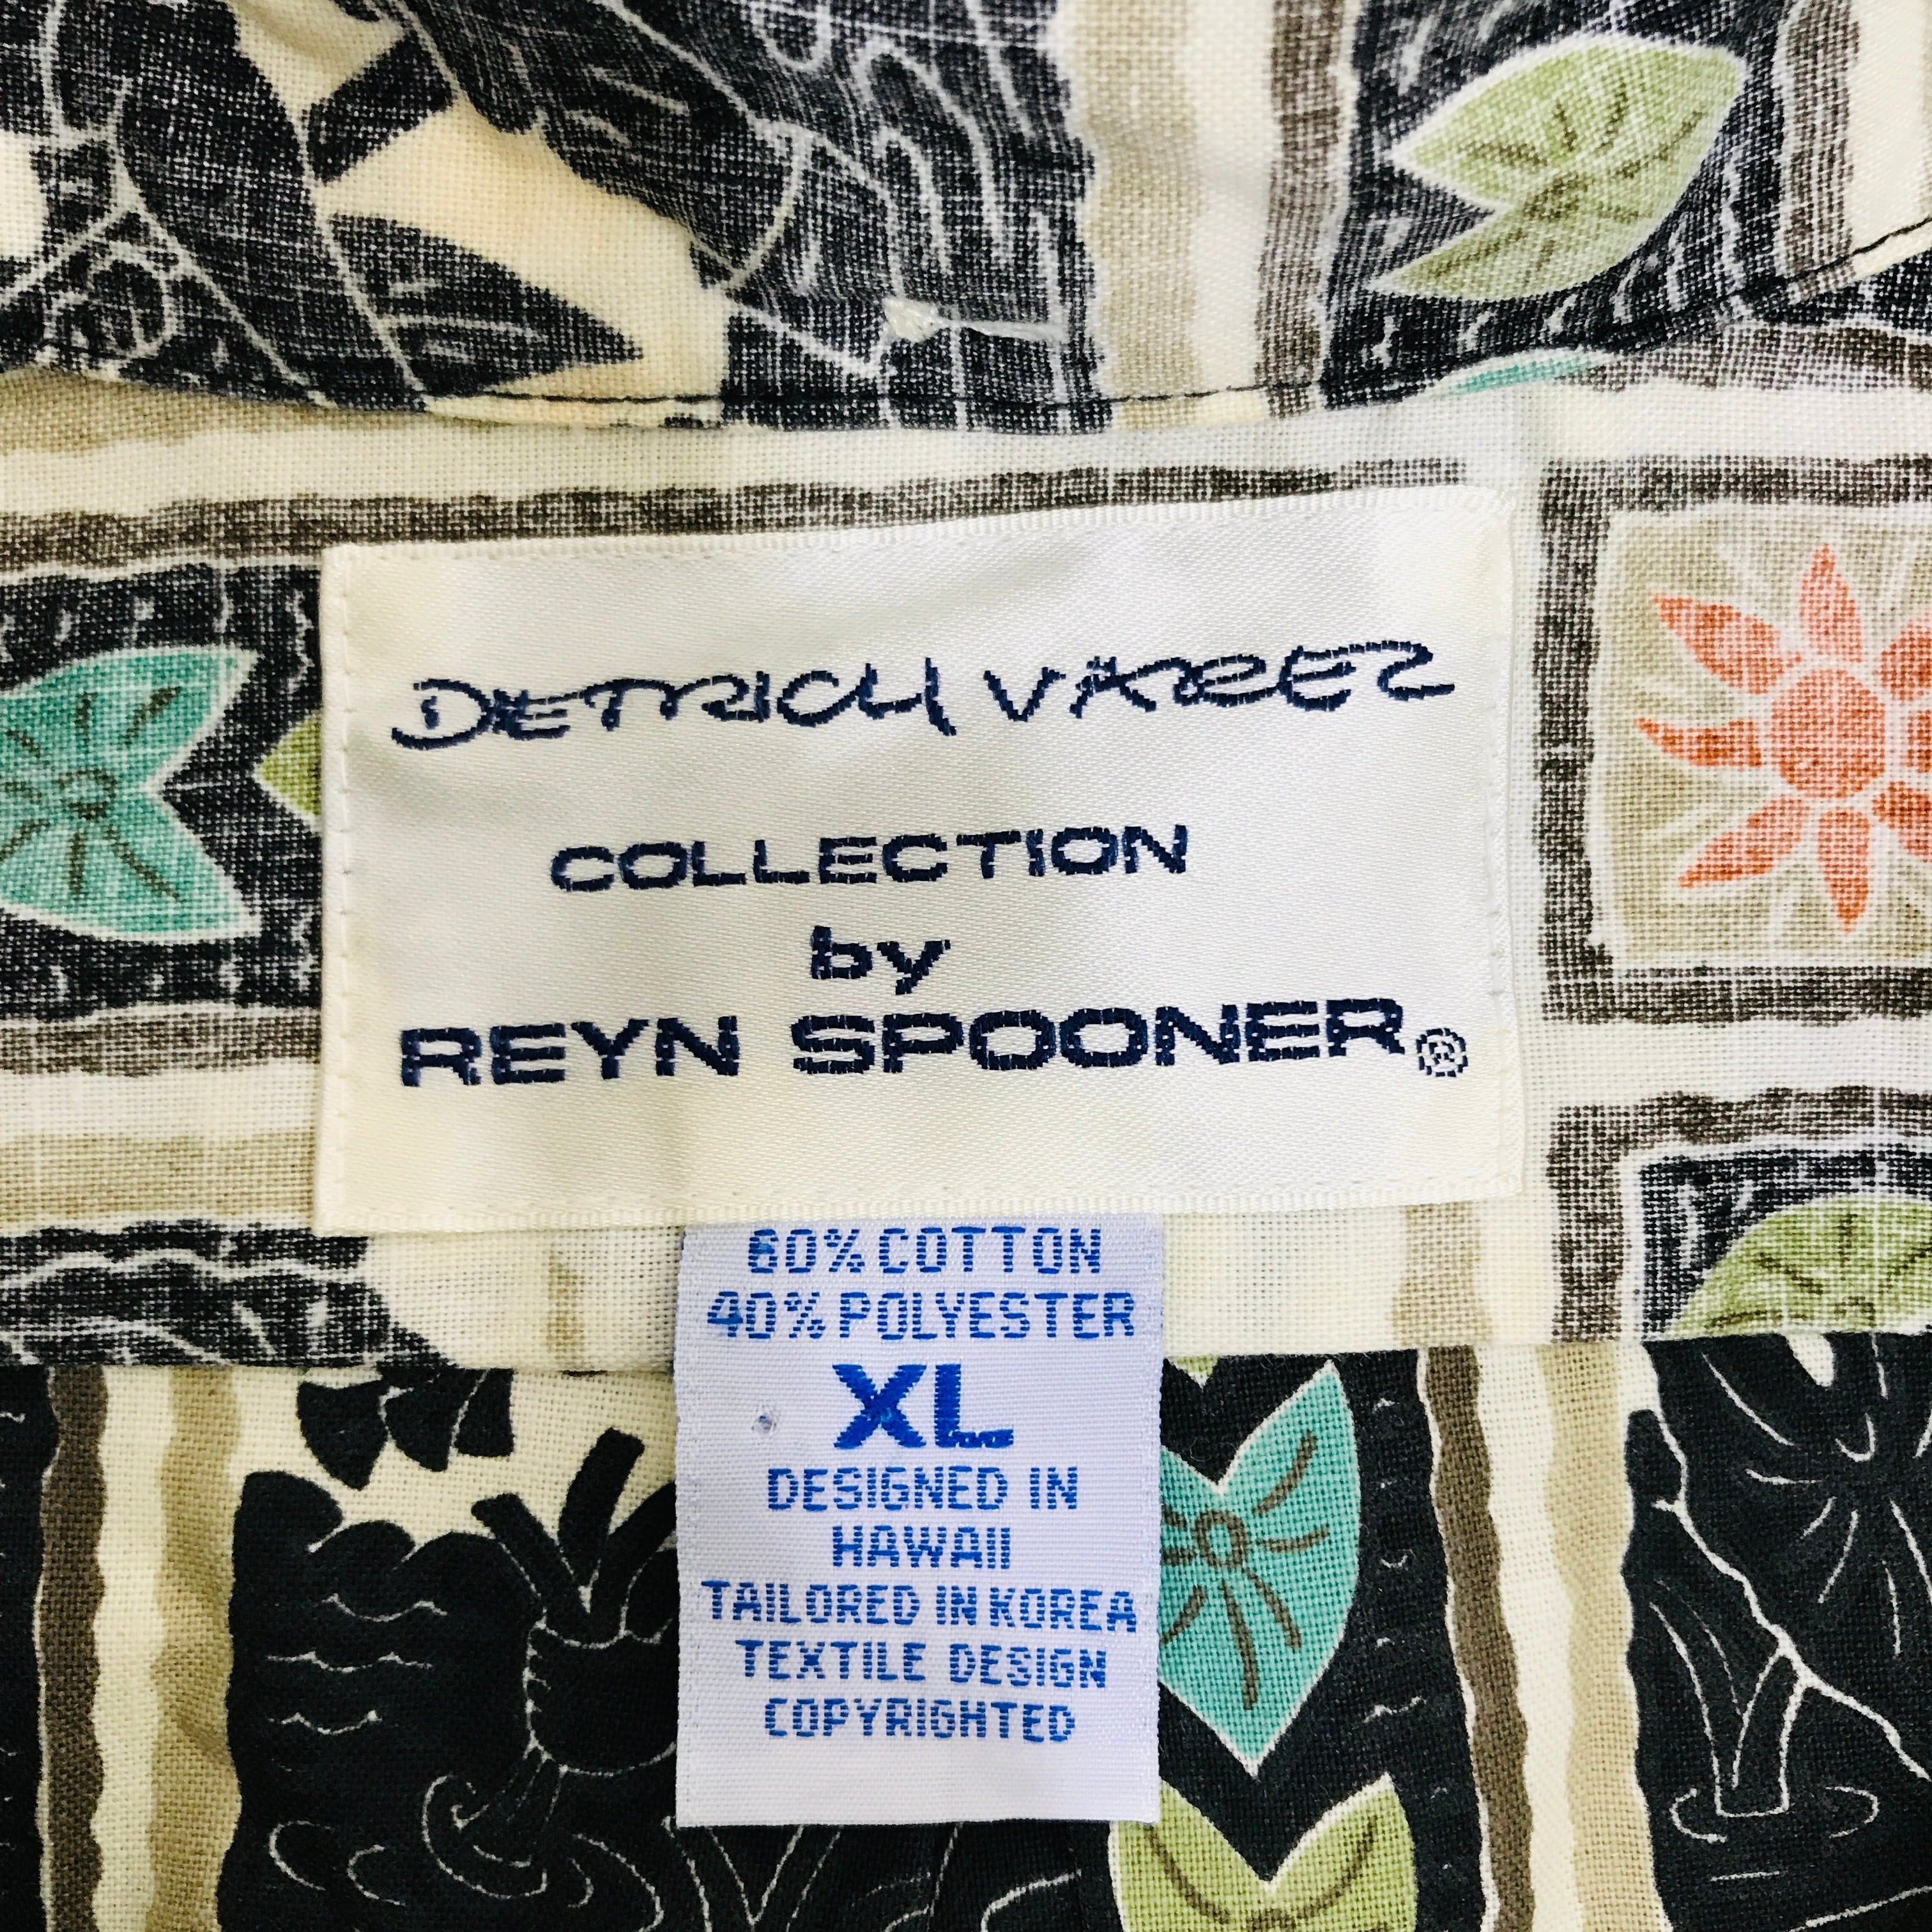 DIETRICH VAREZ
COLLECTION
by
REYN SPOONER®
60% COTTON
40% POLYESTER
XL
DESIGNED IN
HAWAII
TAILORED IN KOREA
TEXTILE DESIGN
COPYRIGHTED